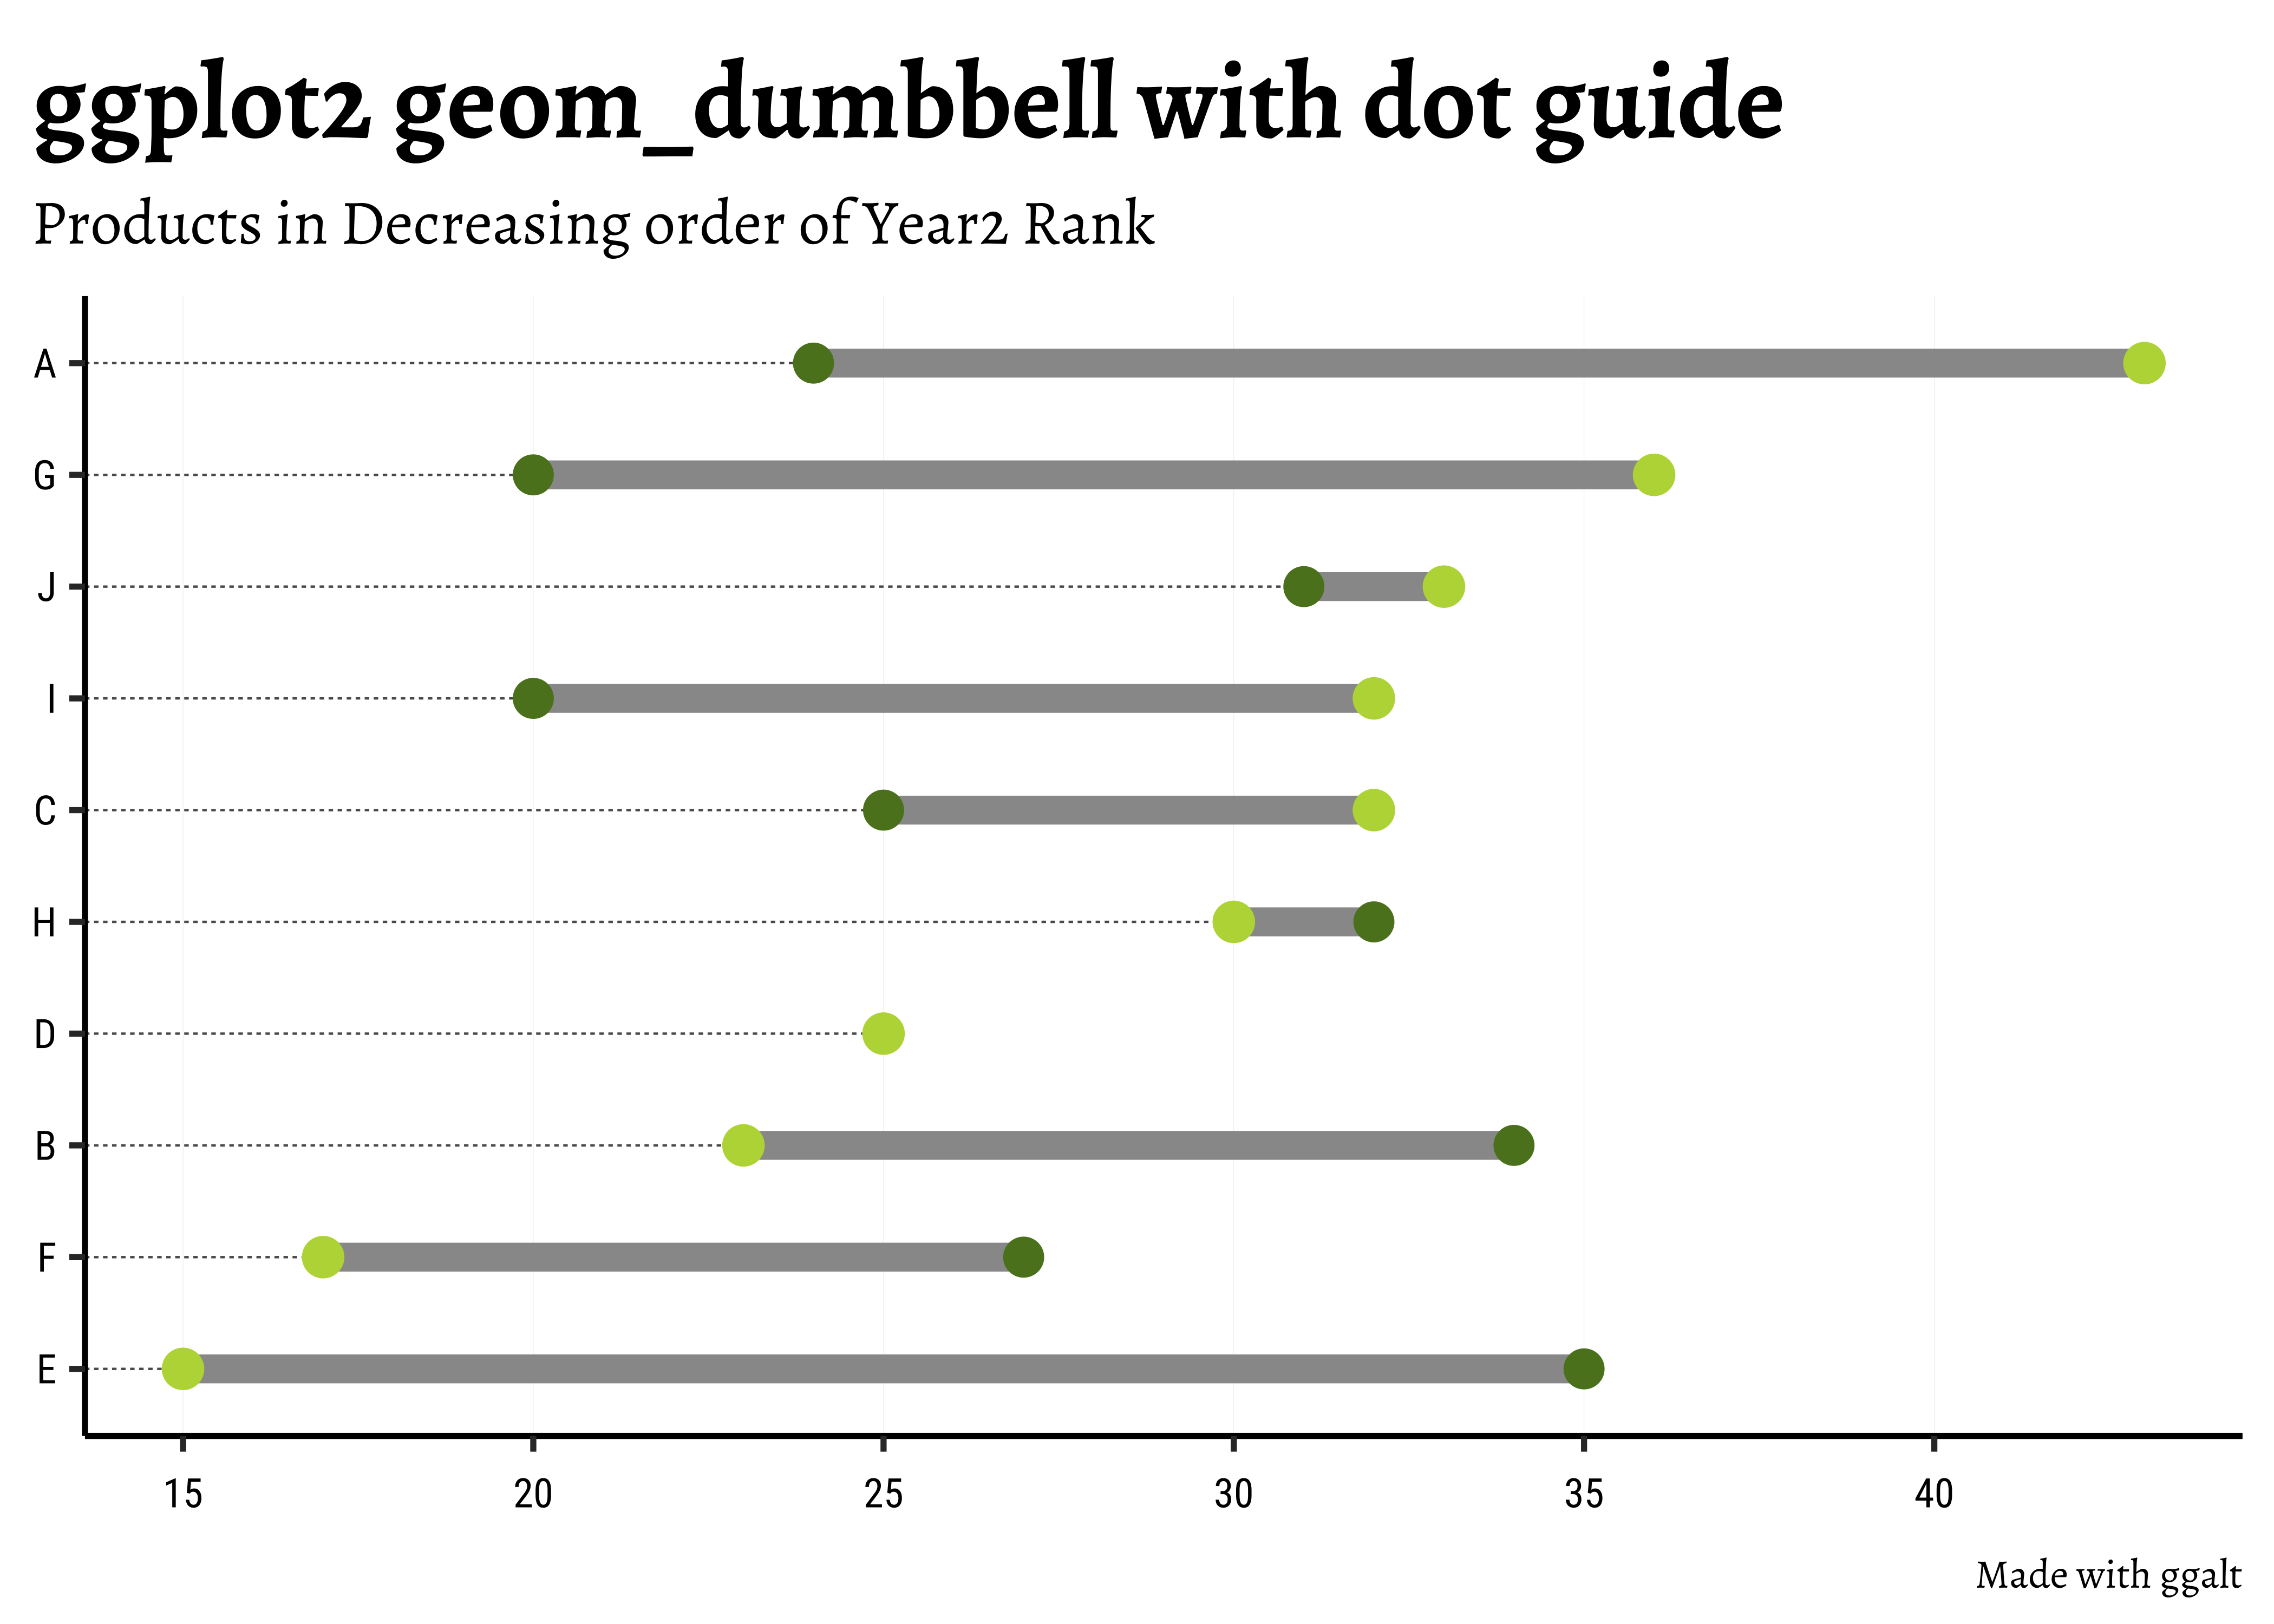 ggplot2 geom_dumbbell with dot guide
Products in Decreasing order of Year2 Rank
A
G
J
I
C
H
D
B
F
E
15 20 25 30 35 40
Made with ggalt